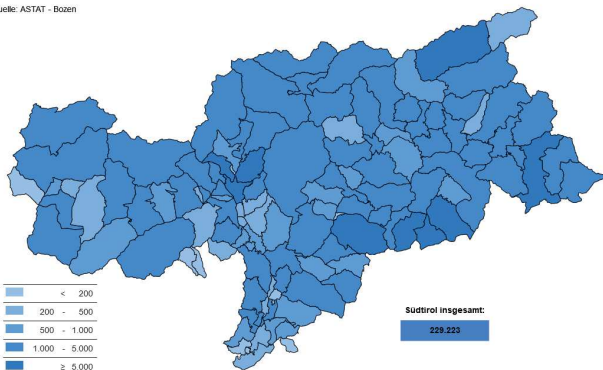 uelle: ASTAT - Bozen
< 200
200 - 500
500 - 1.000
1.000 - 5.000
≥ 5.000
Südtirol insgesamt:
229.223